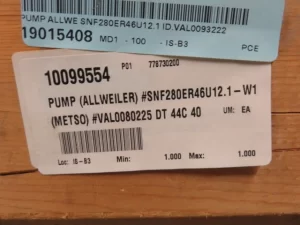 PUMP ALLWE SNF280ER46U12.1 ID.VAL0093222
19015408 MD1 - 100 - IS-B3 PCE
10099554 P01 776730200
PUMP (ALLWEILER) #SNF280ER46U12.1-W1
(METSO) #VAL0080225 DT 44C 40 UM: EA
Loc: IS-B3 Min: 1.000 Max: 1.000